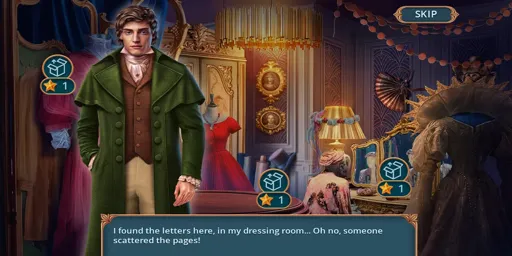 SKIP
1
1
1
I found the letters here, in my dressing room... Oh no, someone
scattered the pages!